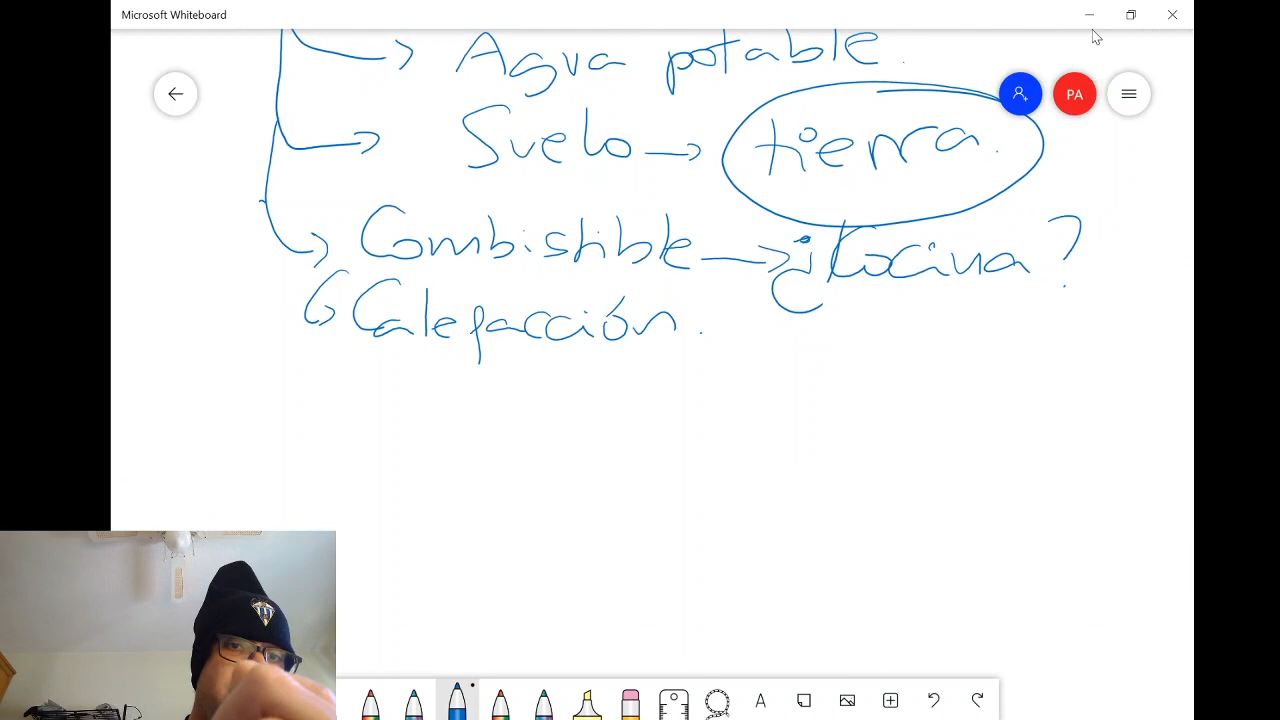 Microsoft Whiteboard
Agua potable.
Suelo → tierra.
PA
Combistible → ¿Cocina?
Calefacción.
A